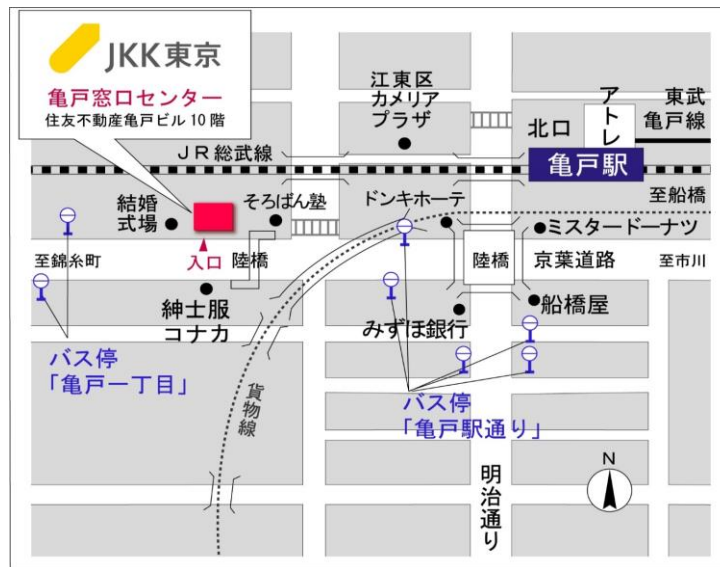 JKK東京
亀戸窓口センター
住友不動産亀戸ビル10階
江東区
カメリア
プラザ
北口
アトレ
東武
亀戸線
JR総武線
亀戸駅
至船橋
結婚
式場
そろばん塾
ドンキホーテ
ミスタードーナツ
至錦糸町
入口
陸橋
陸橋
京葉道路
至市川
紳士服
コナカ
みずほ銀行
船橋屋
バス停
「亀戸一丁目」
貨物線
バス停
「亀戸駅通り」
明治通り
N